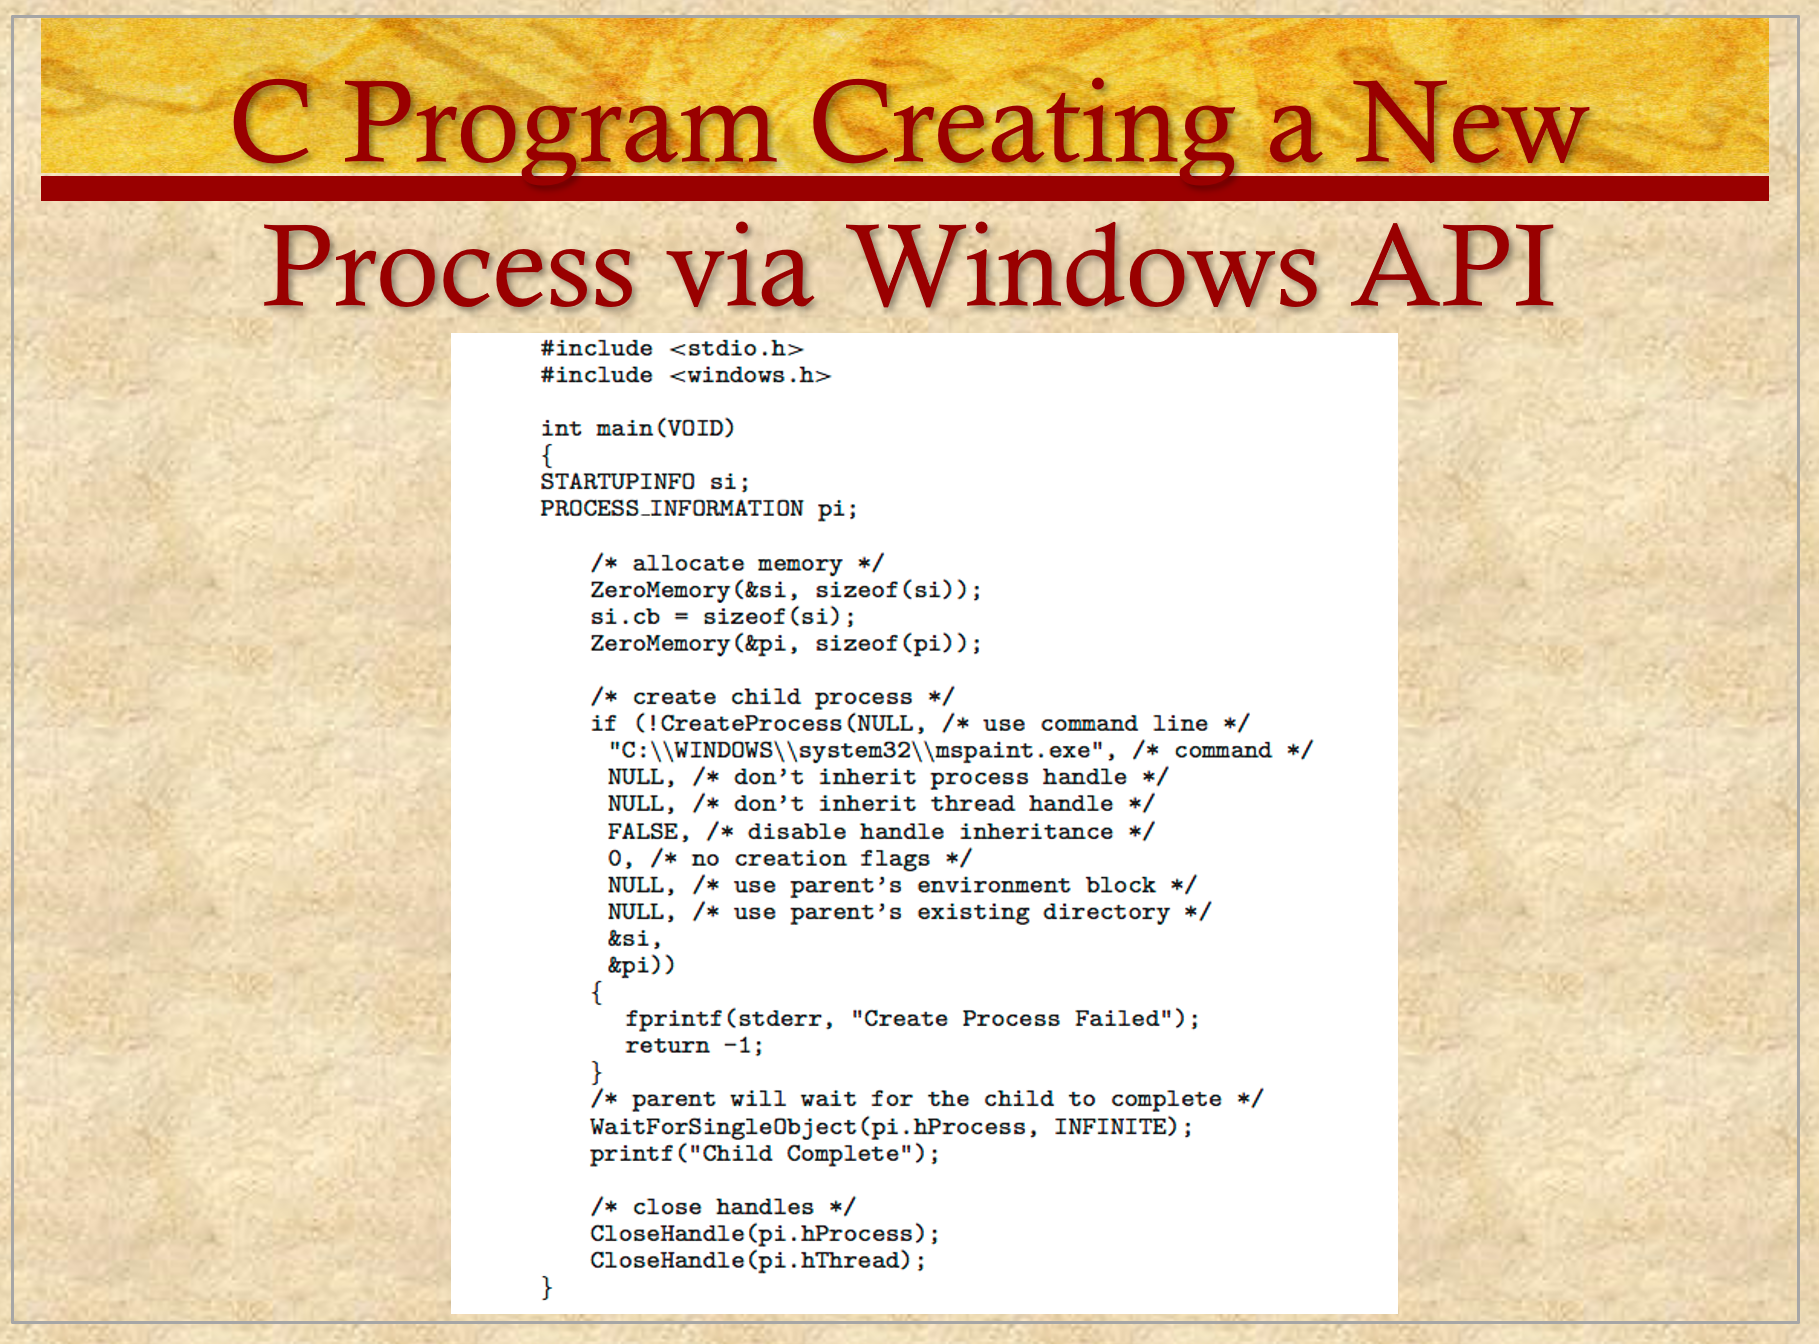 C Program Creating a New
Process via Windows API
#include <stdio.h>
#include <windows.h>
int main(VOID)
{
STARTUPINFO si;
PROCESS_INFORMATION pi;
/* allocate memory */
ZeroMemory(&si, sizeof(si));
si.cb = sizeof(si);
ZeroMemory(&pi, sizeof(pi));
/* create child process */
if (!CreateProcess(NULL, /* use command line */
"C:\\WINDOWS\\system32\\mspaint.exe", /* command */
NULL, /* don't inherit process handle */
NULL, /* don't inherit thread handle */
FALSE, /* disable handle inheritance */
0, /* no creation flags */
NULL, /* use parent's environment block */
NULL, /* use parent's existing directory */
&si,
&pi))
{
fprintf(stderr, "Create Process Failed");
return -1;
}
/* parent will wait for the child to complete */
WaitForSingleObject(pi.hProcess, INFINITE);
printf("Child Complete");
/* close handles */
CloseHandle(pi.hProcess);
CloseHandle(pi.hThread);
}